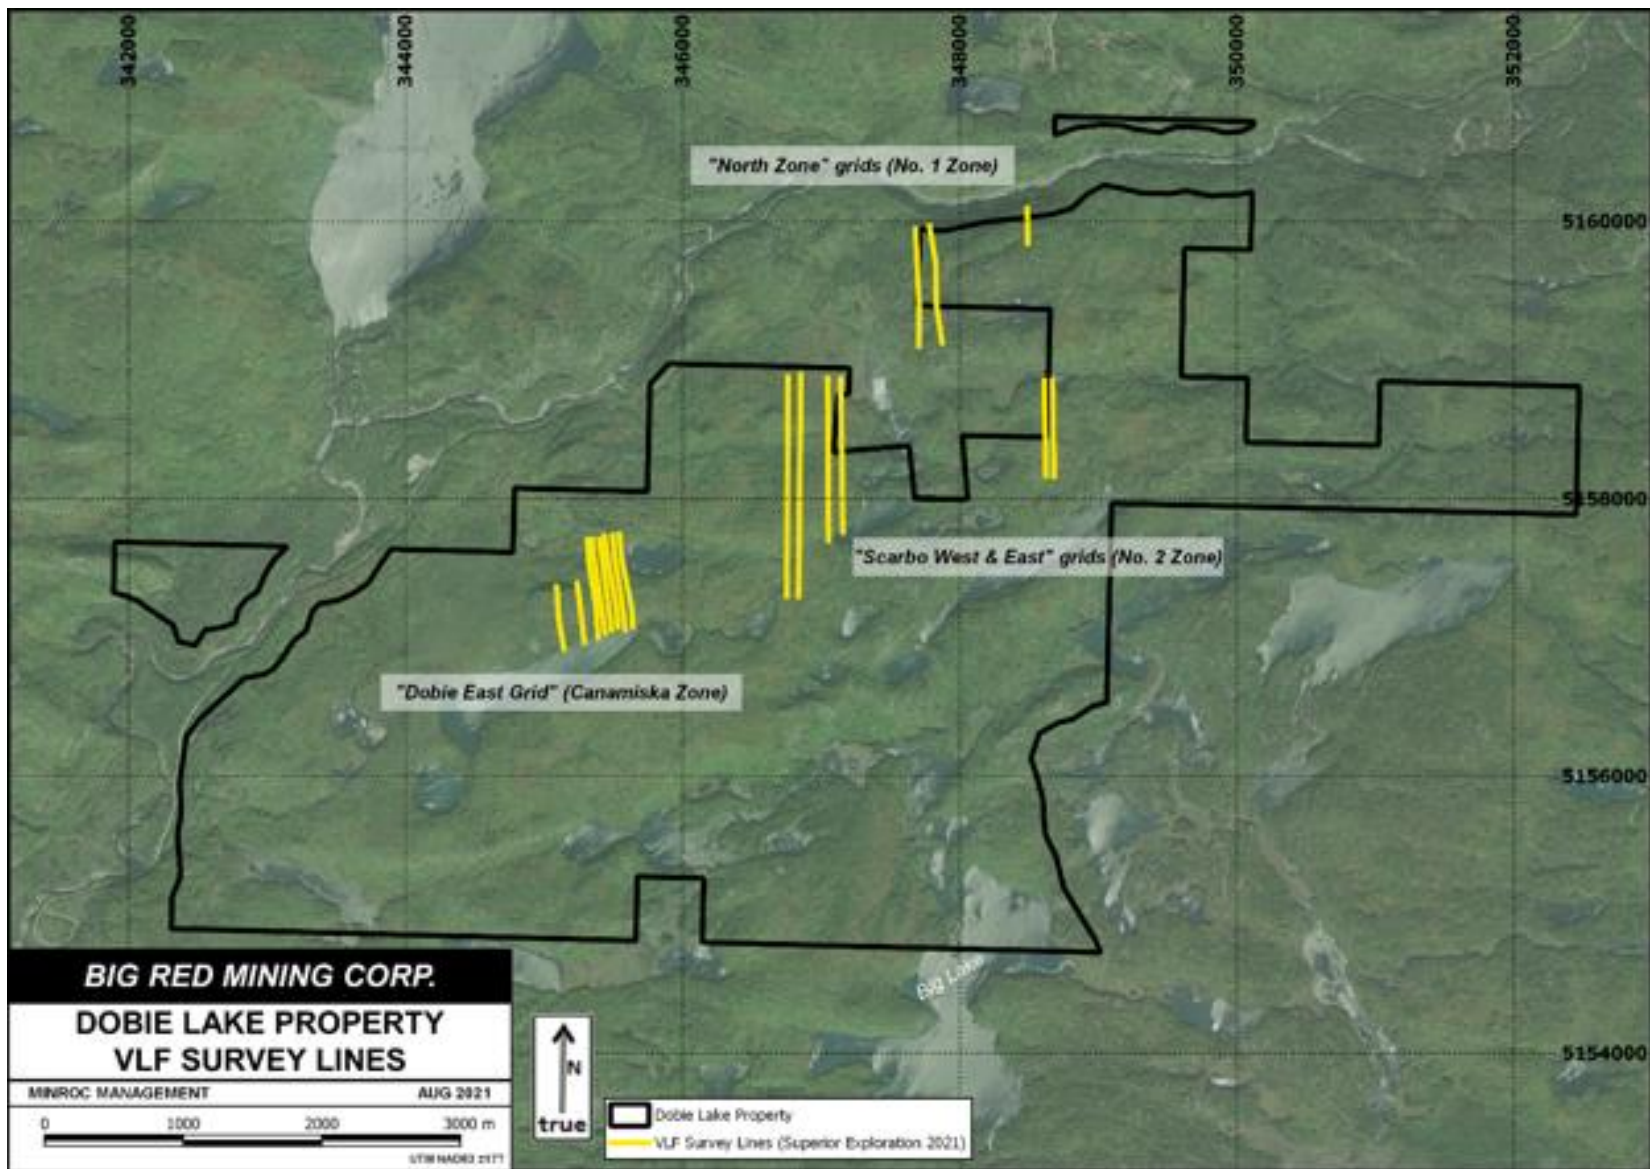 342000
344000
346000
348000
350000
352000
"North Zone" grids (No. 1 Zone)
5160000
5158000
"Scarbo West & East" grids (No. 2 Zone)
"Dobie East Grid" (Canamiska Zone)
5156000
Big Lake
5154000
BIG RED MINING CORP.
DOBIE LAKE PROPERTY
VLF SURVEY LINES
MINROC MANAGEMENT AUG 2021
0 1000 2000 3000 m
UTM NAD83 z17T
N
true
Dobie Lake Property
VLF Survey Lines (Superior Exploration 2021)